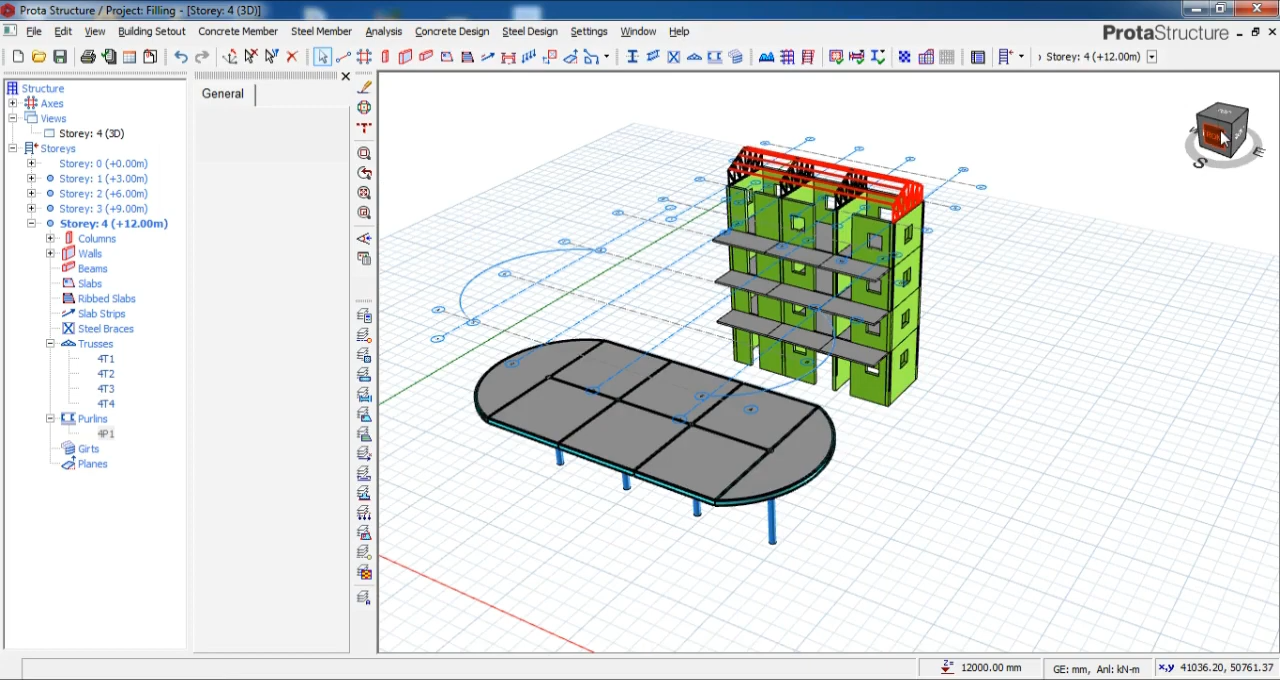 Prota Structure / Project: Filling - [Storey: 4 (3D)]
File Edit View Building Setout Concrete Member Steel Member Analysis Concrete Design Steel Design Settings Window Help
ProtaStructure
Storey: 4 (+12.00m)
Structure
Axes
Views
Storey: 4 (3D)
Storeys
Storey: 0 (+0.00m)
Storey: 1 (+3.00m)
Storey: 2 (+6.00m)
Storey: 3 (+9.00m)
Storey: 4 (+12.00m)
Columns
Walls
Beams
Slabs
Ribbed Slabs
Slab Strips
Steel Braces
Trusses
4T1
4T2
4T3
4T4
Purlins
4P1
Girts
Planes
General
S
E
Z= 12000.00 mm
GE: mm, Anl: kN-m
x,y 41036.20, 50761.37